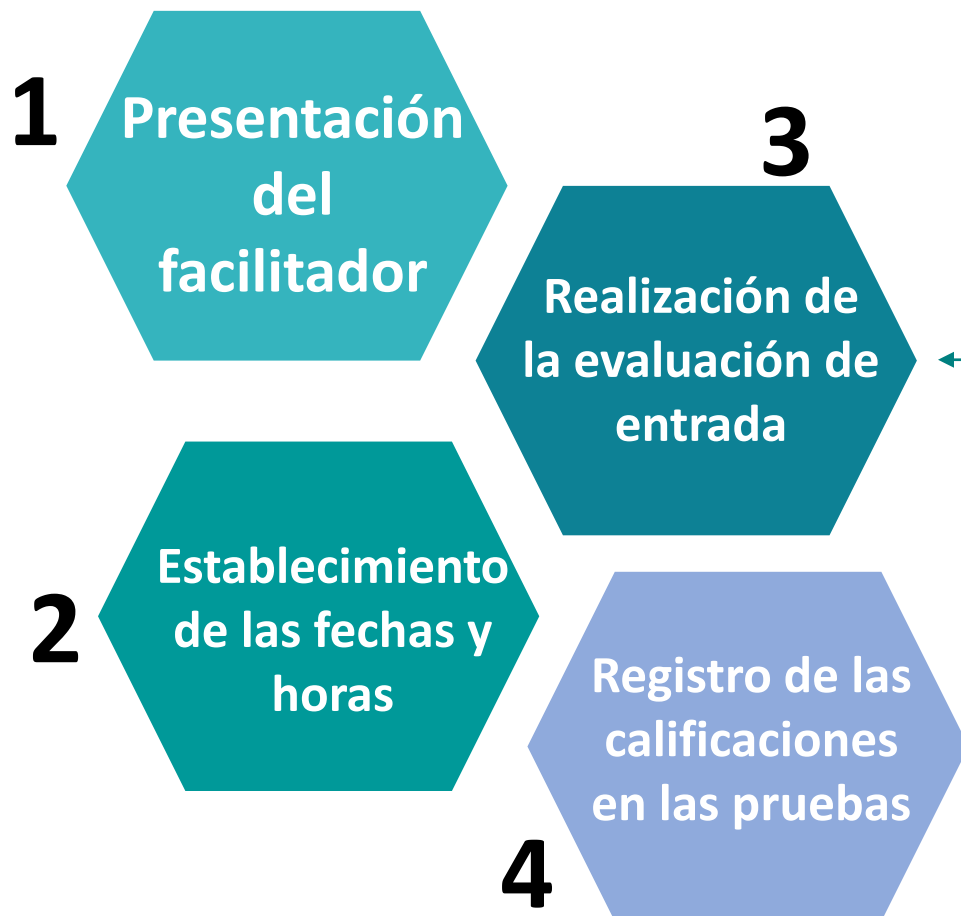 1
Presentación
del
facilitador
2
Establecimiento
de las fechas y
horas
3
Realización de
la evaluación de
entrada
4
Registro de las
calificaciones
en las pruebas